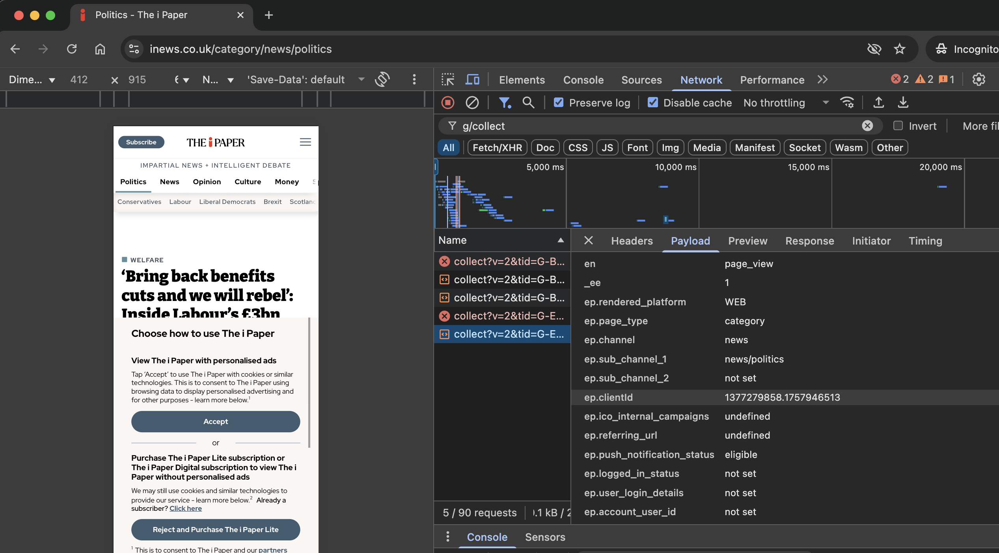 Politics - The i Paper
inews.co.uk/category/news/politics
Incognito
Dime... 412 × 915 N... 'Save-Data': default
Elements Console Sources Network Performance 2 2 1
Preserve log Disable cache No throttling
g/collect Invert More fil
All Fetch/XHR Doc CSS JS Font Img Media Manifest Socket Wasm Other
5,000 ms 10,000 ms 15,000 ms 20,000 ms
Subscribe THE i PAPER
IMPARTIAL NEWS + INTELLIGENT DEBATE
Politics News Opinion Culture Money
Conservatives Labour Liberal Democrats Brexit Scotland
WELFARE
‘Bring back benefits
cuts and we will rebel’:
Inside Labour’s £3bn
Choose how to use The i Paper
View The i Paper with personalised ads
Tap ‘Accept’ to use The i Paper with cookies or similar
technologies. This is to consent to The i Paper using
browsing data to display personalised advertising and
for other purposes - learn more below.1
Accept
or
Purchase The i Paper Lite subscription or
The i Paper Digital subscription to view The i
Paper without personalised ads
We may still use cookies and similar technologies to
provide our service - learn more below.2 Already a
subscriber? Click here
Reject and Purchase The i Paper Lite
1 This is to consent to The i Paper and our partners
Name
collect?v=2&tid=G-B...
collect?v=2&tid=G-B...
collect?v=2&tid=G-B...
collect?v=2&tid=G-E...
collect?v=2&tid=G-E...
5 / 90 requests .1 kB / 2
Headers Payload Preview Response Initiator Timing
en page_view
_ee 1
ep.rendered_platform WEB
ep.page_type category
ep.channel news
ep.sub_channel_1 news/politics
ep.sub_channel_2 not set
ep.clientId 1377279858.1757946513
ep.ico_internal_campaigns undefined
ep.referring_url undefined
ep.push_notification_status eligible
ep.logged_in_status not set
ep.user_login_details not set
ep.account_user_id not set
Console Sensors